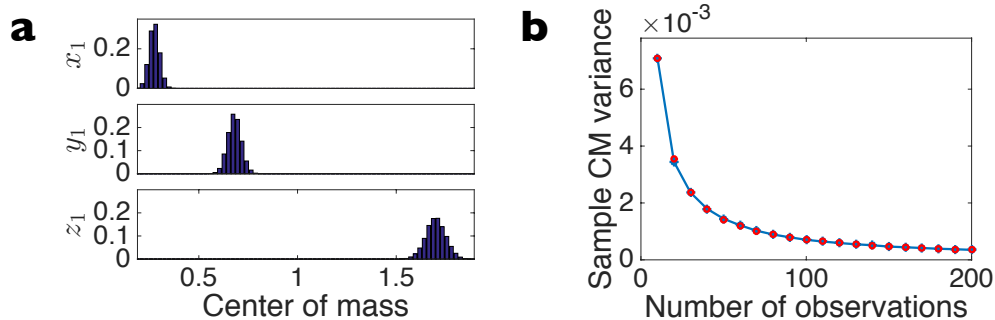 a
x₁
0.2
0
y₁
0.2
0.1
0
z₁
0.2
0.1
0
0.5 1 1.5
Center of mass
b
×10⁻³
Sample CM variance
6
4
2
0
0 100 200
Number of observations